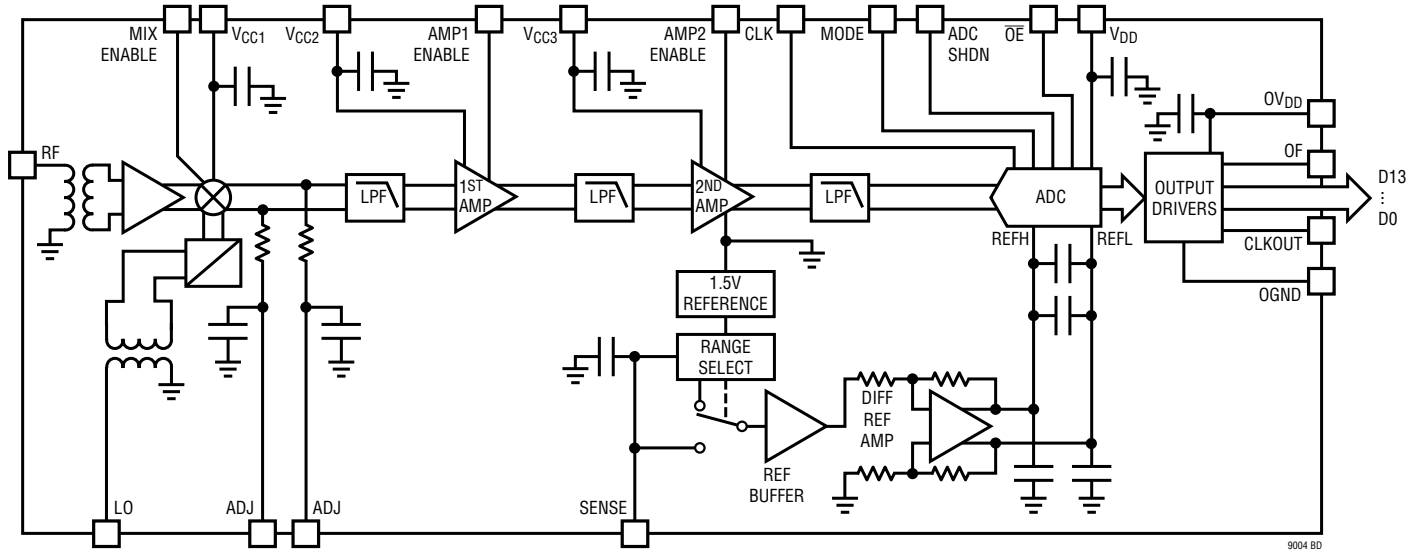 MIX
ENABLE
VCC1
VCC2
AMP1
ENABLE
VCC3
AMP2
ENABLE
CLK
MODE
ADC
SHDN
OE
VDD
OVDD
RF
OF
LPF
1ST
AMP
LPF
2ND
AMP
LPF
ADC
OUTPUT
DRIVERS
D13
⋮
D0
REFH
REFL
CLKOUT
OGND
1.5V
REFERENCE
RANGE
SELECT
DIFF
REF
AMP
REF
BUFFER
LO
ADJ
ADJ
SENSE
9004 BD